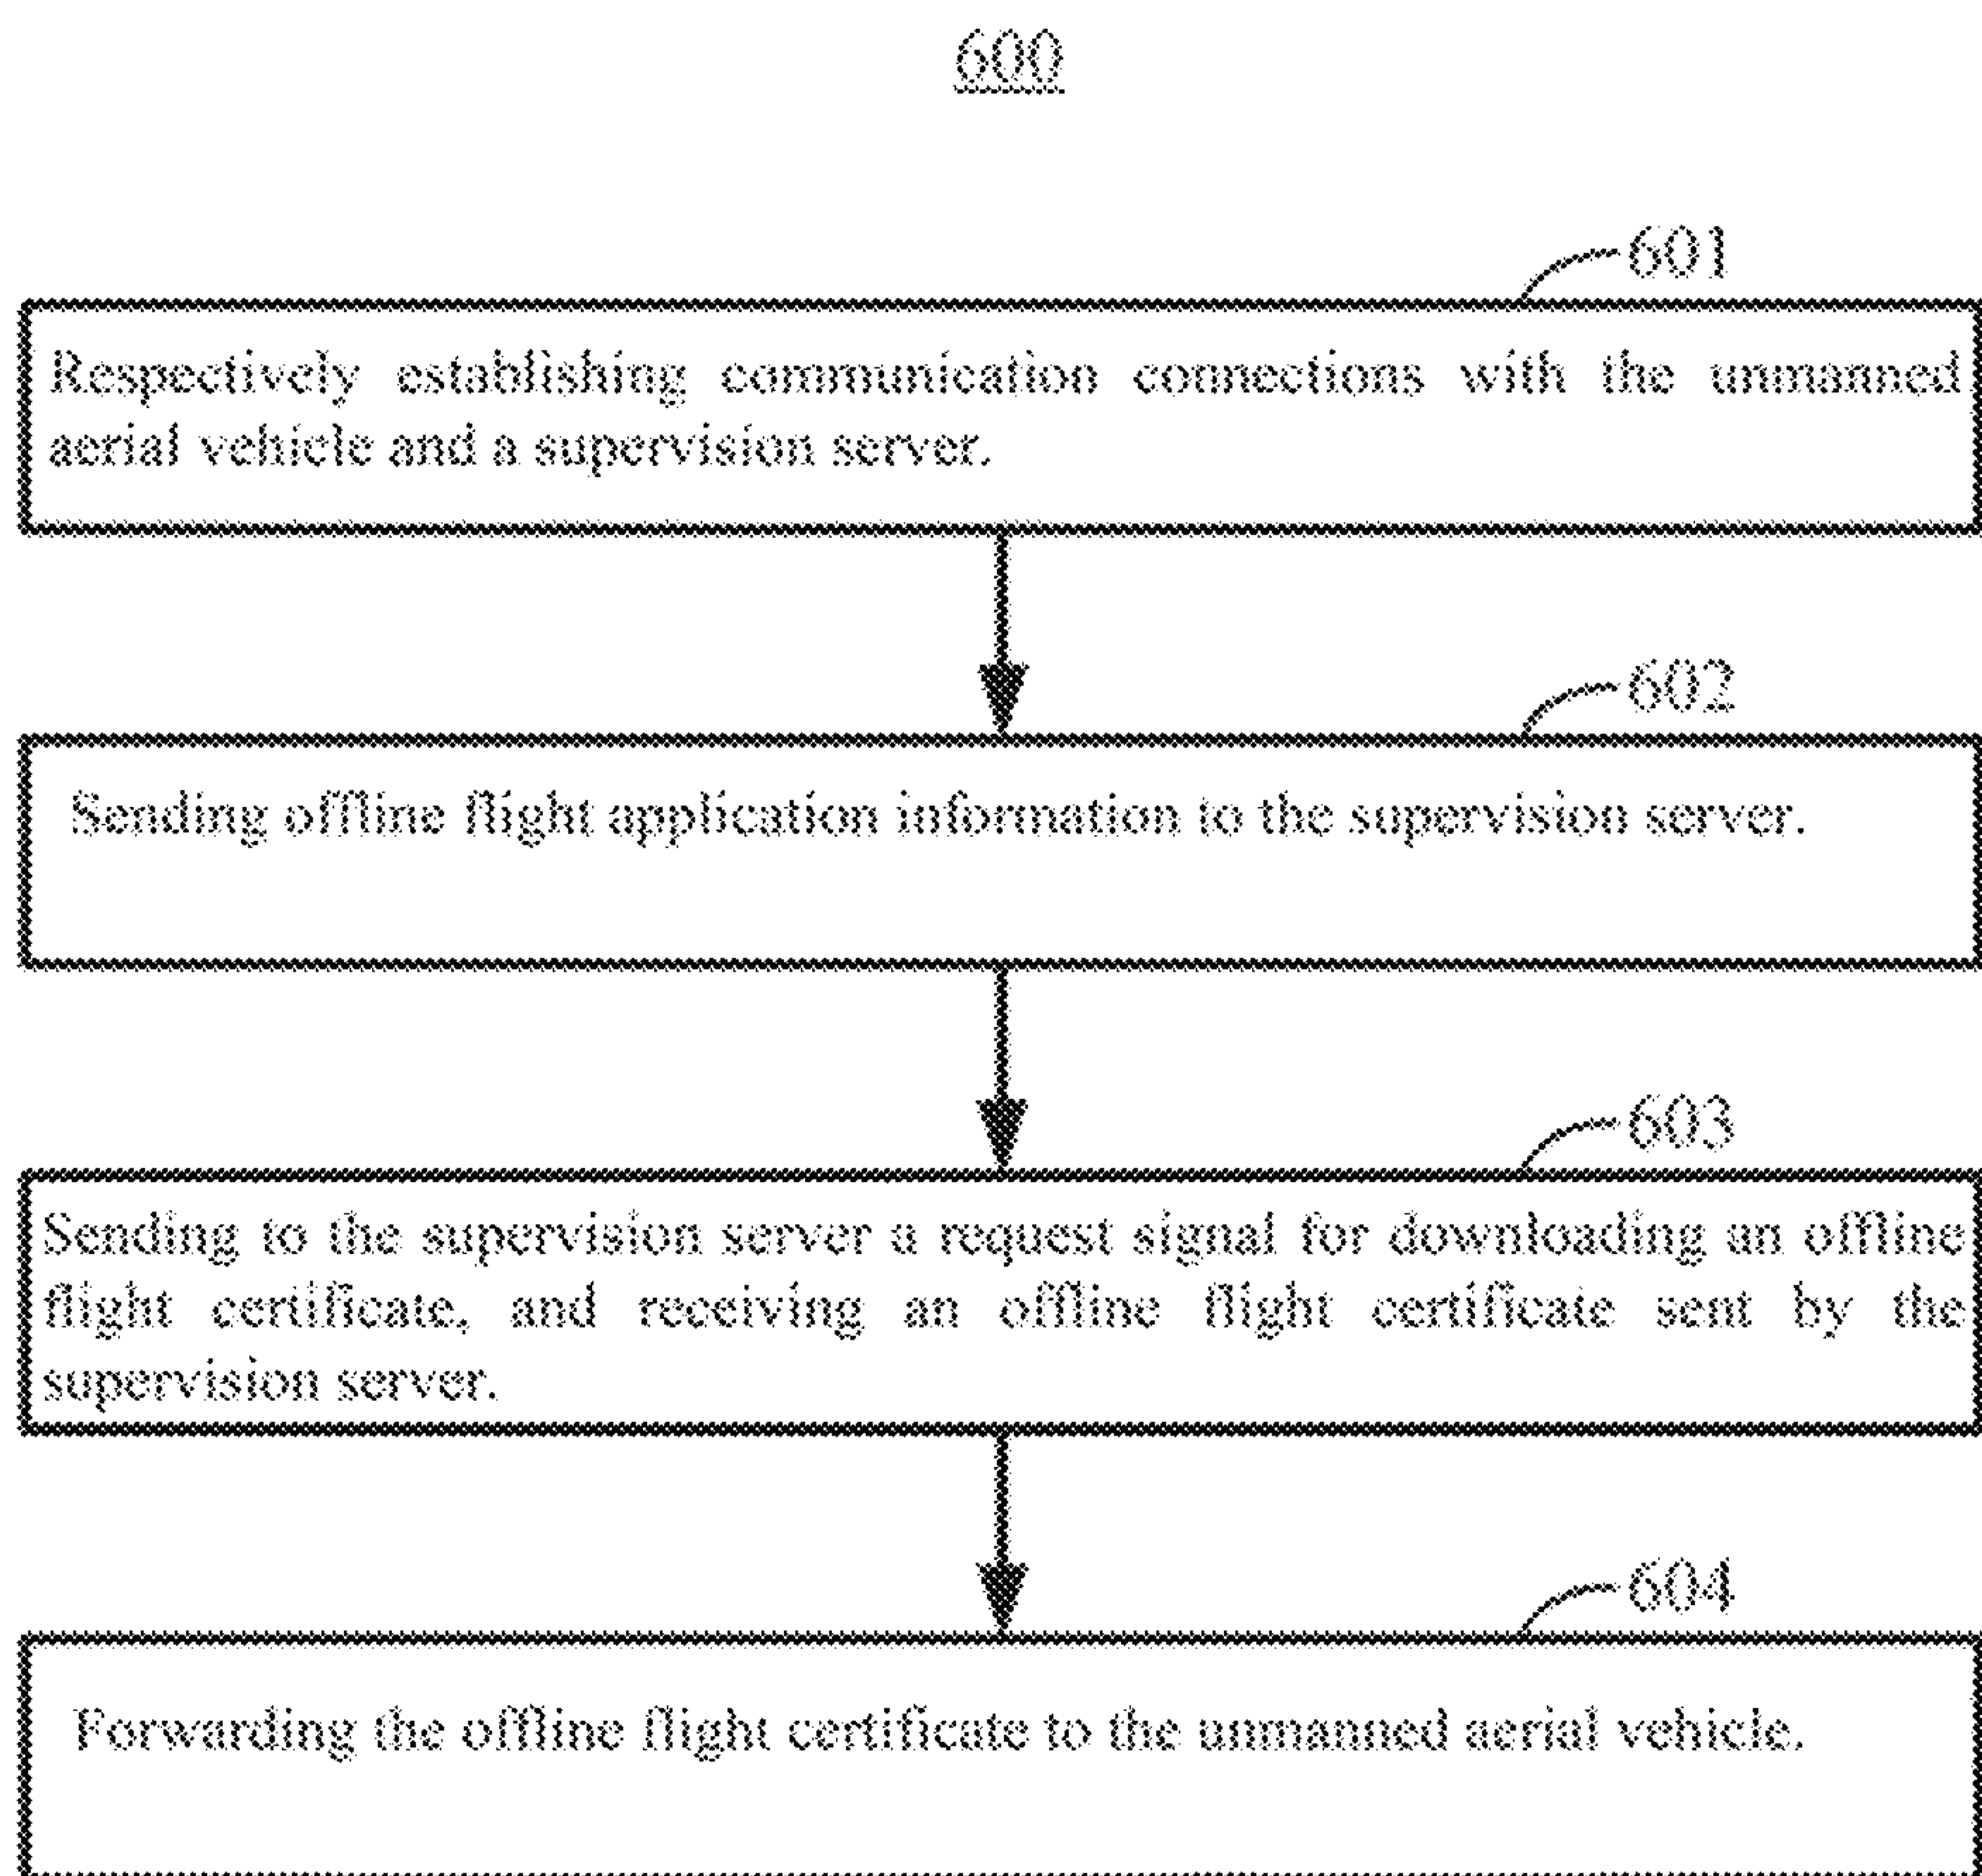 600
601
Respectively establishing communication connections with the unmanned
aerial vehicle and a supervision server.
602
Sending offline flight application information to the supervision server.
603
Sending to the supervision server a request signal for downloading an offline
flight certificate, and receiving an offline flight certificate sent by the
supervision server.
604
Forwarding the offline flight certificate to the unmanned aerial vehicle.